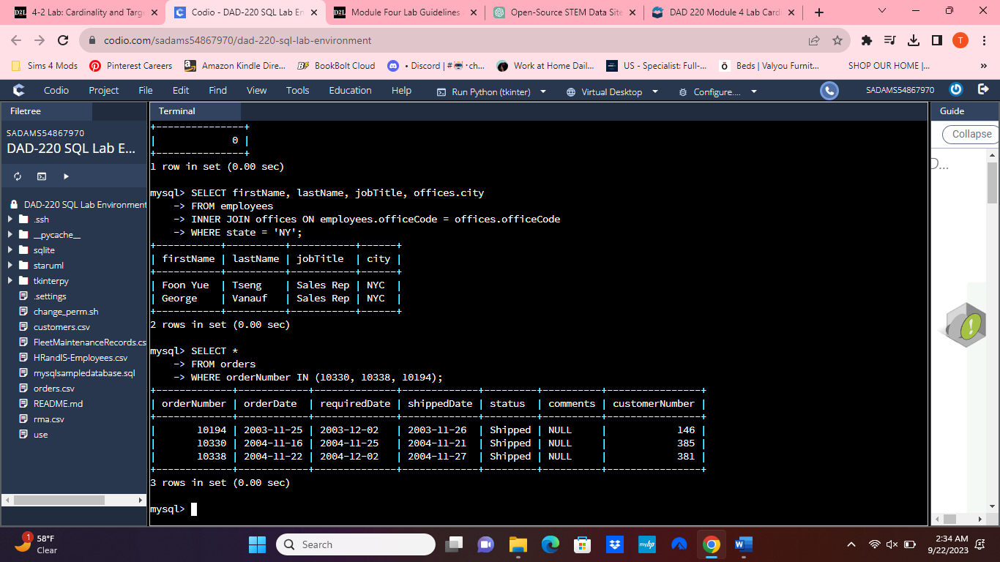 4-2 Lab: Cardinality and Targe
Codio - DAD-220 SQL Lab En
Module Four Lab Guidelines
Open-Source STEM Data Site
DAD 220 Module 4 Lab Card
codio.com/sadams54867970/dad-220-sql-lab-environment
T
Sims 4 Mods
Pinterest Careers
Amazon Kindle Dire...
BookBolt Cloud
• Discord | #🤖•ch...
Work at Home Dail...
US - Specialist: Full-...
Beds | Valyou Furnit...
SHOP OUR HOME |...
»
Codio Project File Edit Find View Tools Education Help Run Python (tkinter) Virtual Desktop Configure.... SADAMS54867970
Filetree
SADAMS54867970
DAD-220 SQL Lab E...
DAD-220 SQL Lab Environment
.ssh
__pycache__
sqlite
staruml
tkinterpy
.settings
change_perm.sh
customers.csv
FleetMaintenanceRecords.cs
HRandIS-Employees.csv
mysqlsampledatabase.sql
orders.csv
README.md
rma.csv
use
Terminal
+---------------+
|             0 |
+---------------+
1 row in set (0.00 sec)
mysql> SELECT firstName, lastName, jobTitle, offices.city
    -> FROM employees
    -> INNER JOIN offices ON employees.officeCode = offices.officeCode
    -> WHERE state = 'NY';
+-----------+----------+-----------+------+
| firstName | lastName | jobTitle  | city |
+-----------+----------+-----------+------+
| Foon Yue  | Tseng    | Sales Rep | NYC  |
| George    | Vanauf   | Sales Rep | NYC  |
+-----------+----------+-----------+------+
2 rows in set (0.00 sec)
mysql> SELECT *
    -> FROM orders
    -> WHERE orderNumber IN (10330, 10338, 10194);
+-------------+------------+--------------+-------------+---------+----------+----------------+
| orderNumber | orderDate  | requiredDate | shippedDate | status  | comments | customerNumber |
+-------------+------------+--------------+-------------+---------+----------+----------------+
|       10194 | 2003-11-25 | 2003-12-02   | 2003-11-26  | Shipped | NULL     |            146 |
|       10330 | 2004-11-16 | 2004-11-25   | 2004-11-21  | Shipped | NULL     |            385 |
|       10338 | 2004-11-22 | 2004-12-02   | 2004-11-27  | Shipped | NULL     |            381 |
+-------------+------------+--------------+-------------+---------+----------+----------------+
3 rows in set (0.00 sec)
mysql>
Guide
Collapse
D...
1
58°F
Clear
Search
myhp
2:34 AM
9/22/2023